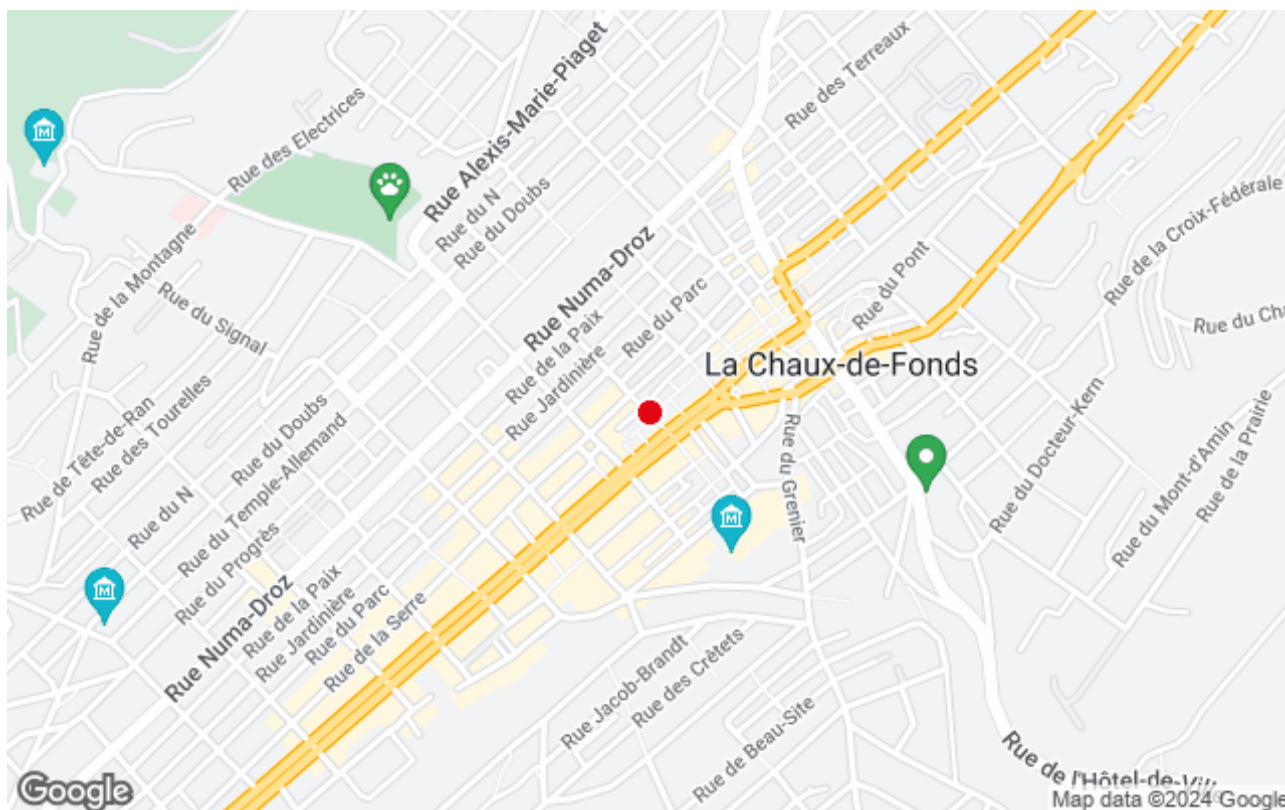 Rue des Terreaux
Rue Alexis-Marie-Piaget
Rue des Electrices
Rue de la Croix-Fédérale
Rue du N
Rue du Doubs
Rue Numa-Droz
Rue du Pont
Rue de la Montagne
Rue du Signal
Rue du Parc
Rue de la Paix
Rue Jardinière
Rue du Cha
La Chaux-de-Fonds
Rue de Tête-de-Ran
Rue des Tourelles
Rue du Doubs
Rue du Temple-Allemand
Rue du N
Rue du Progrès
Rue du Grenier
Rue du Docteur-Kern
Rue du Mont-d'Amin
Rue de la Prairie
Rue Numa-Droz
Rue de la Paix
Rue Jardinière
Rue du Parc
Rue de la Serre
Rue Jacob-Brandt
Rue des Crêtets
Rue de Beau-Site
Rue de l'Hôtel-de-Vill
Google
Map data ©2024 Google